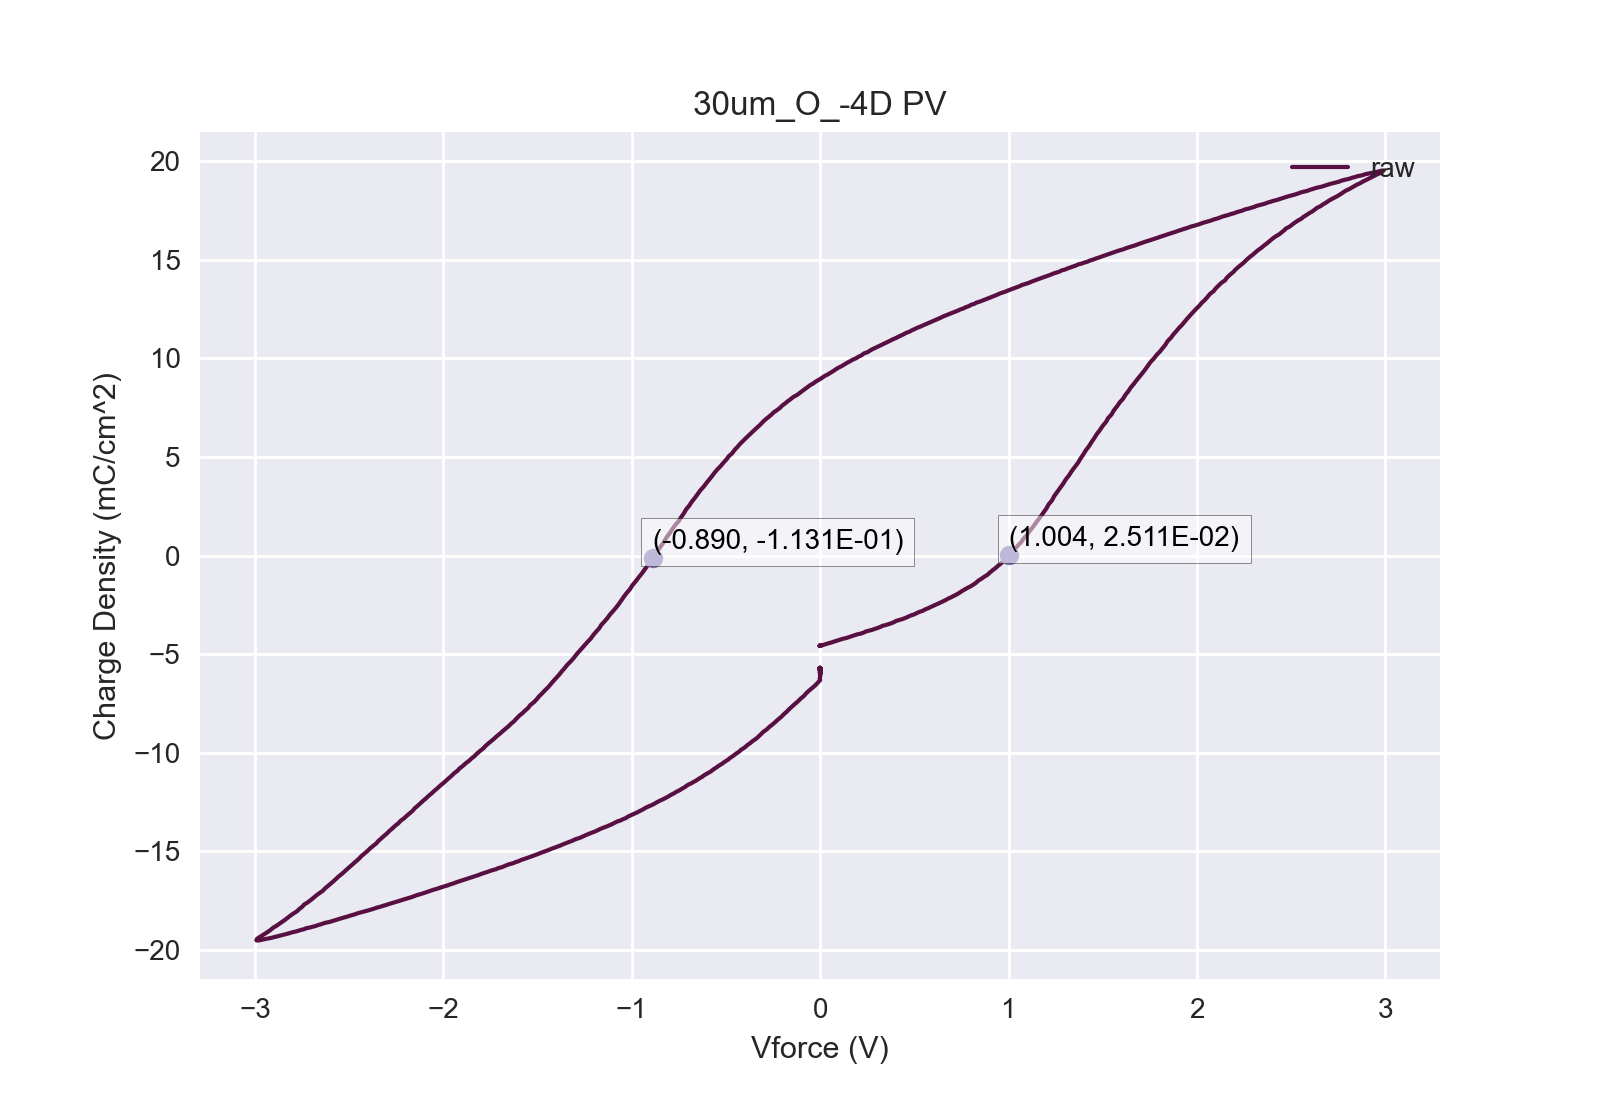 30um_O_-4D PV
20
15
10
5
0
−5
−10
−15
−20
Charge Density (mC/cm^2)
raw
(-0.890, -1.131E-01)
(1.004, 2.511E-02)
−3
−2
−1
0
1
2
3
Vforce (V)